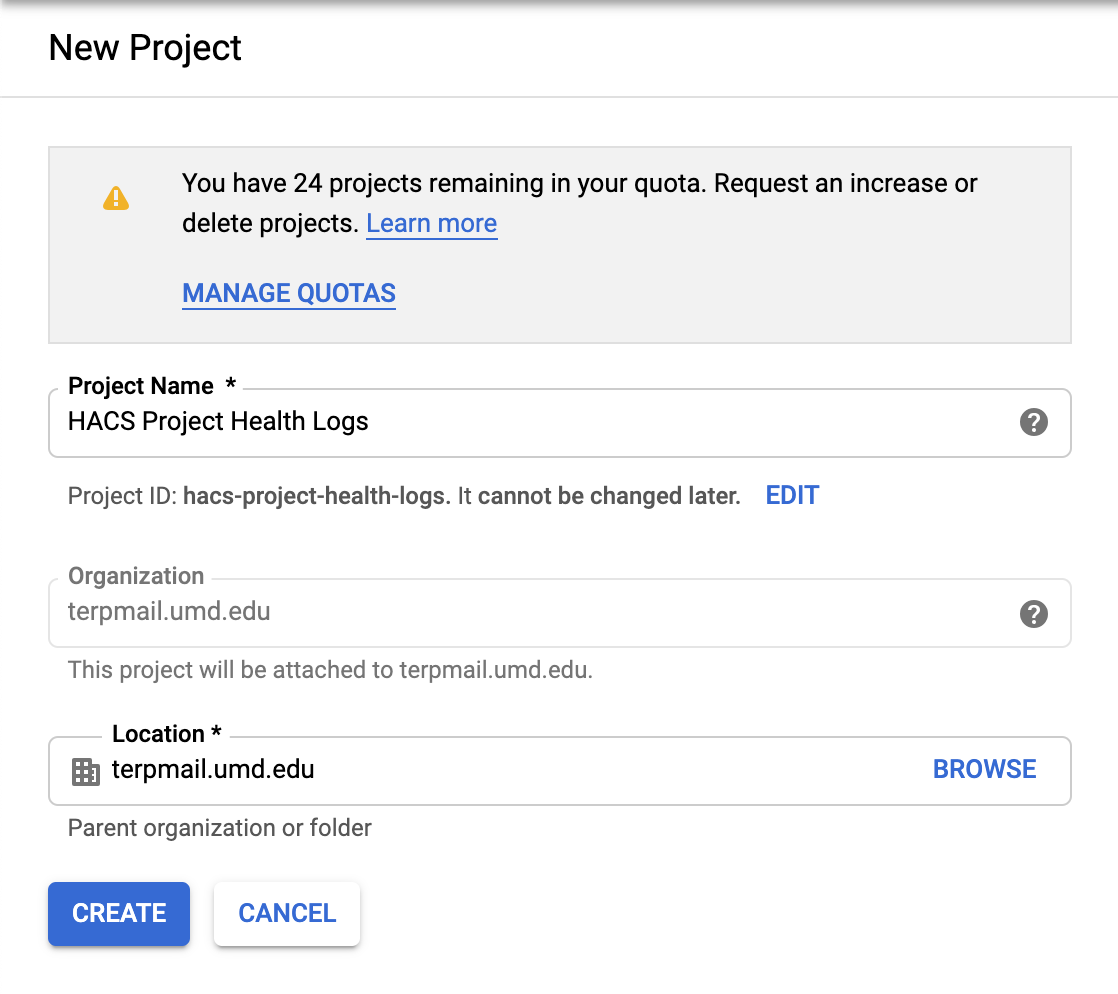 New Project
You have 24 projects remaining in your quota. Request an increase or
delete projects. Learn more
MANAGE QUOTAS
Project Name *
HACS Project Health Logs
Project ID: hacs-project-health-logs. It cannot be changed later. EDIT
Organization
terpmail.umd.edu
This project will be attached to terpmail.umd.edu.
Location *
terpmail.umd.edu BROWSE
Parent organization or folder
CREATE CANCEL